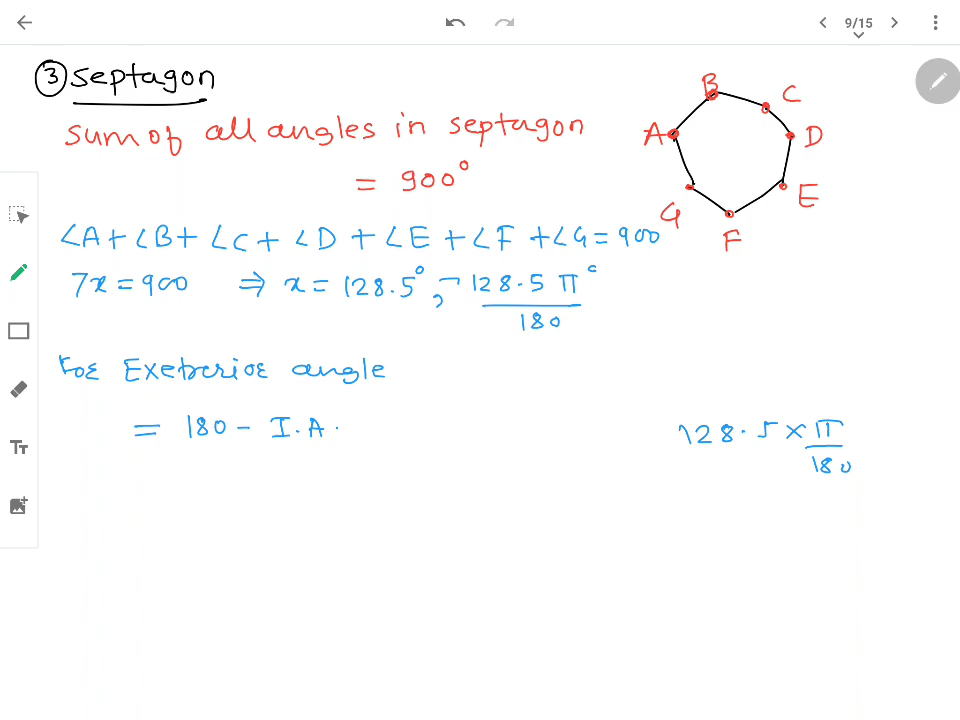 9/15
③ septagon
sum of all angles in septagon
= 900°
A
B
C
D
E
F
G
∠A + ∠B + ∠C + ∠D + ∠E + ∠F + ∠G = 900
7x = 900 ⇒ x = 128.5°, 128.5 π^c / 180
For Exeterior angle
= 180 - I.A.
128.5 × π / 180
Tt